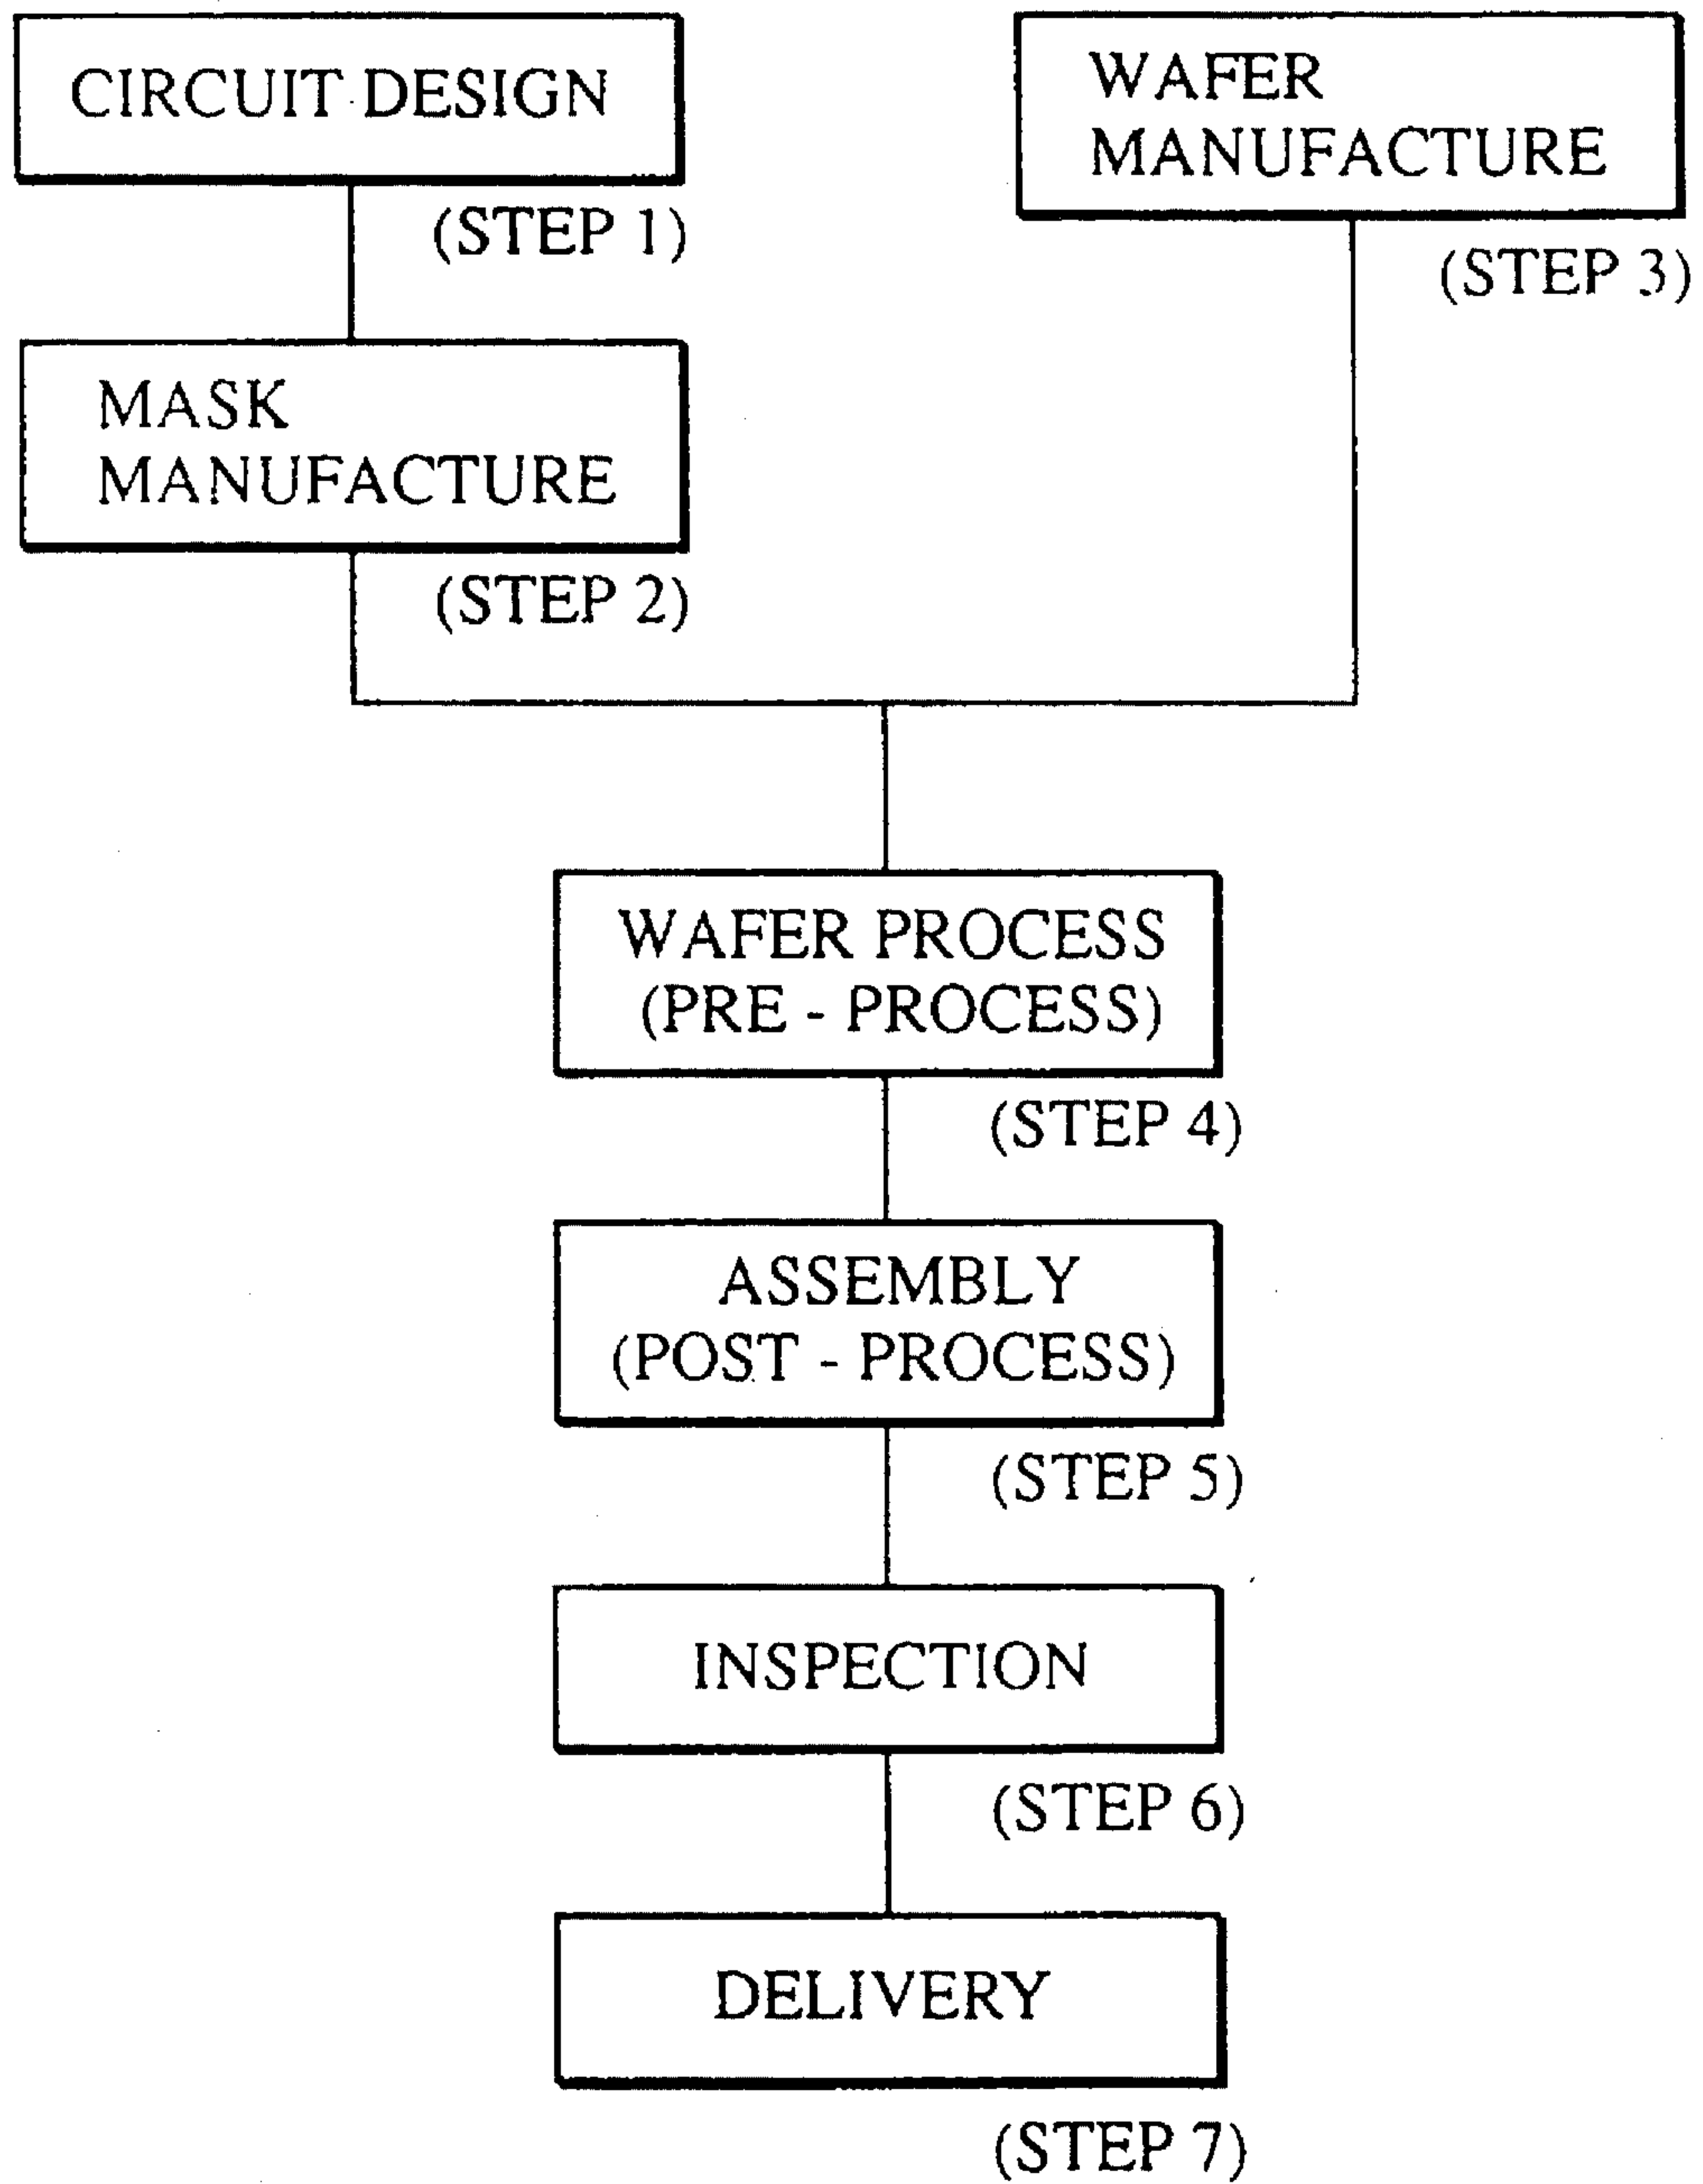 CIRCUIT DESIGN
(STEP 1)
WAFER
MANUFACTURE
(STEP 3)
MASK
MANUFACTURE
(STEP 2)
WAFER PROCESS
(PRE - PROCESS)
(STEP 4)
ASSEMBLY
(POST - PROCESS)
(STEP 5)
INSPECTION
(STEP 6)
DELIVERY
(STEP 7)